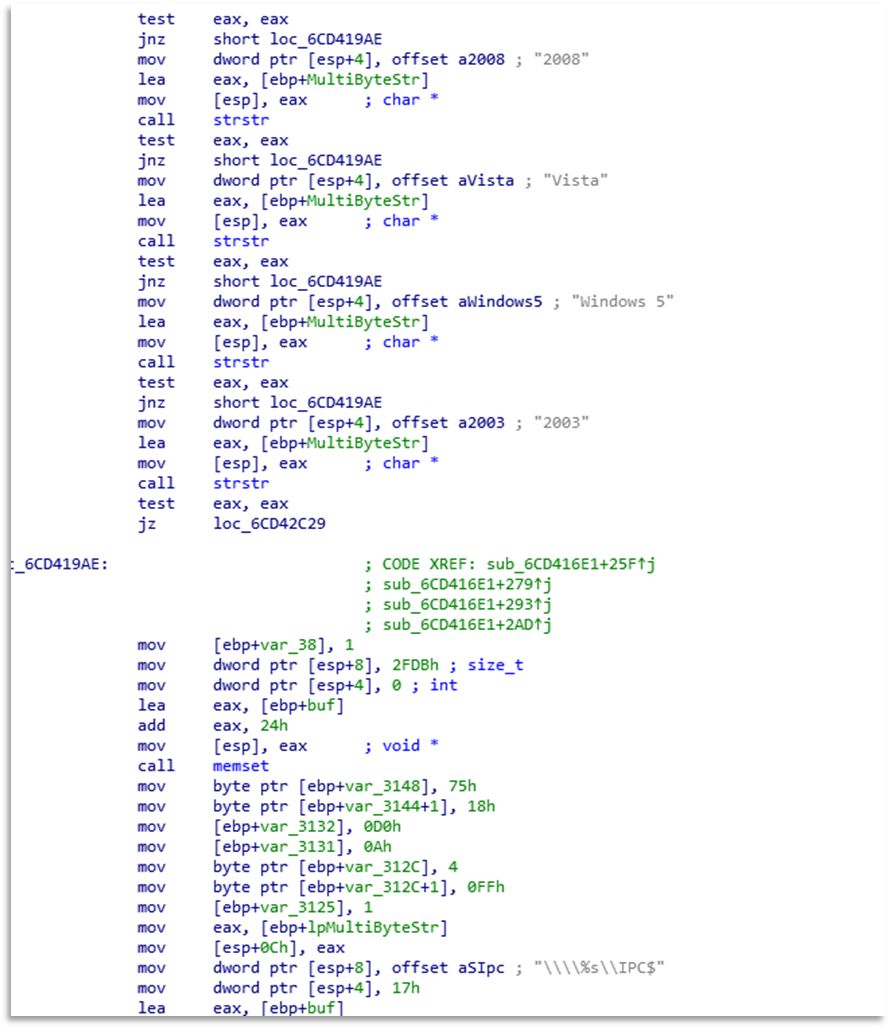 test eax, eax
jnz short loc_6CD419AE
mov dword ptr [esp+4], offset a2008 ; "2008"
lea eax, [ebp+MultiByteStr]
mov [esp], eax ; char *
call strstr
test eax, eax
jnz short loc_6CD419AE
mov dword ptr [esp+4], offset aVista ; "Vista"
lea eax, [ebp+MultiByteStr]
mov [esp], eax ; char *
call strstr
test eax, eax
jnz short loc_6CD419AE
mov dword ptr [esp+4], offset aWindows5 ; "Windows 5"
lea eax, [ebp+MultiByteStr]
mov [esp], eax ; char *
call strstr
test eax, eax
jnz short loc_6CD419AE
mov dword ptr [esp+4], offset a2003 ; "2003"
lea eax, [ebp+MultiByteStr]
mov [esp], eax ; char *
call strstr
test eax, eax
jz loc_6CD42C29
c_6CD419AE: ; CODE XREF: sub_6CD416E1+25F↑j
; sub_6CD416E1+279↑j
; sub_6CD416E1+293↑j
; sub_6CD416E1+2AD↑j
mov [ebp+var_38], 1
mov dword ptr [esp+8], 2FDBh ; size_t
mov dword ptr [esp+4], 0 ; int
lea eax, [ebp+buf]
add eax, 24h
mov [esp], eax ; void *
call memset
mov byte ptr [ebp+var_3148], 75h
mov byte ptr [ebp+var_3144+1], 18h
mov [ebp+var_3132], 0D0h
mov [ebp+var_3131], 0Ah
mov byte ptr [ebp+var_312C], 4
mov byte ptr [ebp+var_312C+1], 0FFh
mov [ebp+var_3125], 1
mov eax, [ebp+lpMultiByteStr]
mov [esp+0Ch], eax
mov dword ptr [esp+8], offset aSIpc ; "\\\\%s\\IPC$"
mov dword ptr [esp+4], 17h
lea eax, [ebp+buf]